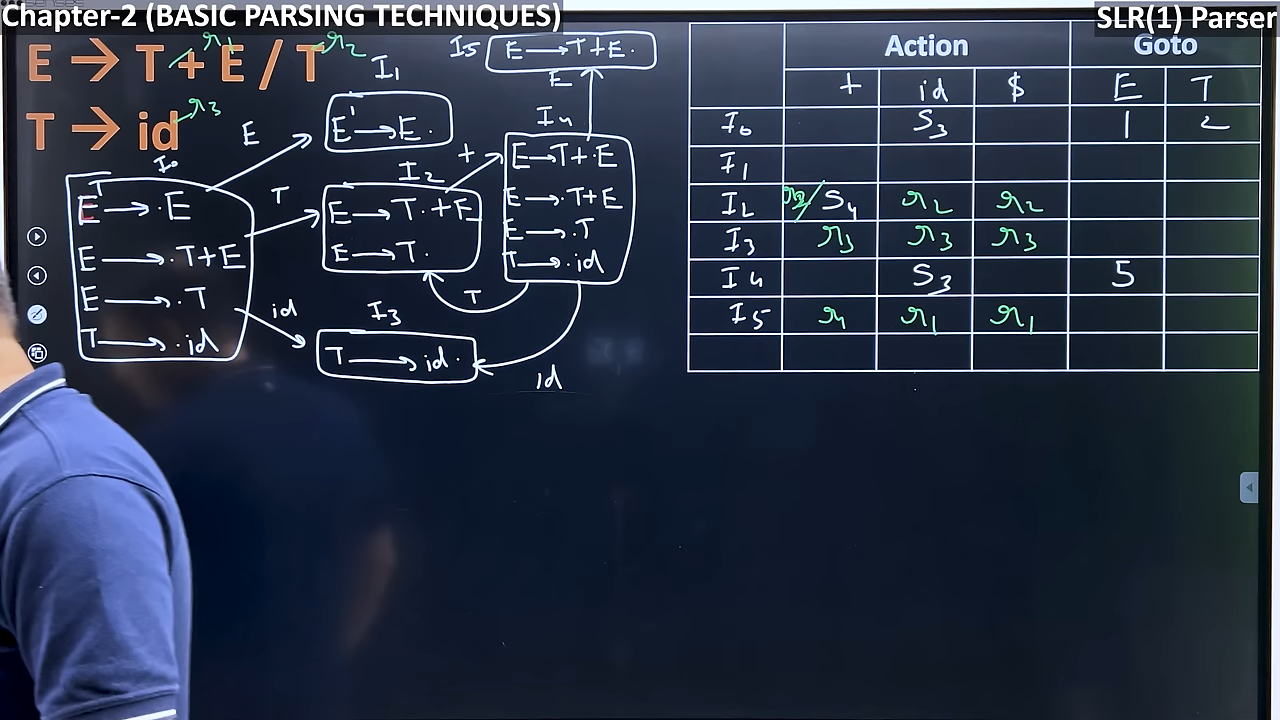 Chapter-2 (BASIC PARSING TECHNIQUES)
SLR(1) Parser
E → T + E / T
r1
r2
T → id
r3
I0
E' → .E
E → .T+E
E → .T
T → .id
E
T
id
I1
E' → E.
I2
E → T.+E
E → T.
I3
T → id.
+
I4
E → T+.E
E → .T+E
E → .T
T → .id
T
id
E
I5
E → T+E.
Action Goto
+ id $ E T
I0 S3 1 2
I1
I2 r2/S4 r2 r2
I3 r3 r3 r3
I4 S3 5
I5 r1 r1 r1